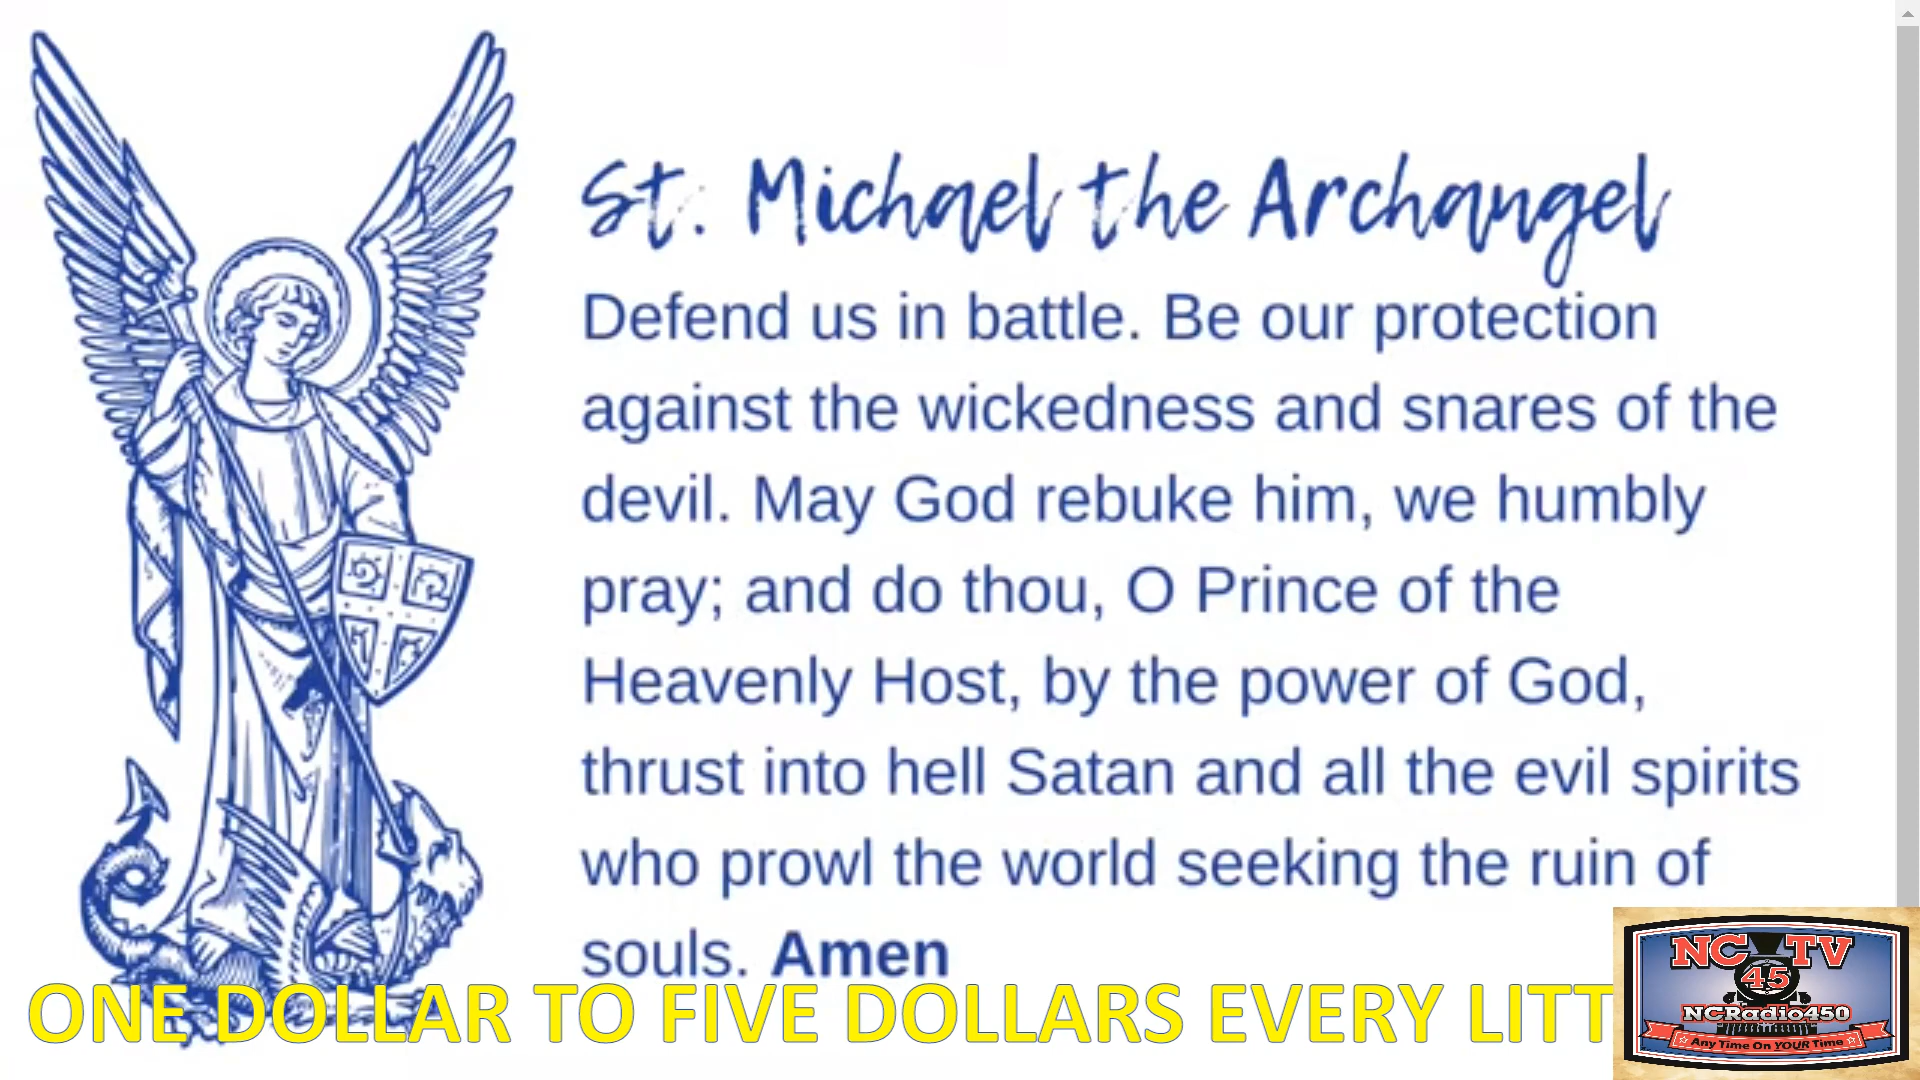 St. Michael the Archangel
Defend us in battle. Be our protection
against the wickedness and snares of the
devil. May God rebuke him, we humbly
pray; and do thou, O Prince of the
Heavenly Host, by the power of God,
thrust into hell Satan and all the evil spirits
who prowl the world seeking the ruin of
souls. Amen
ONE DOLLAR TO FIVE DOLLARS EVERY LITT
NC TV
45
NCRadio450
Any Time On YOUR Time